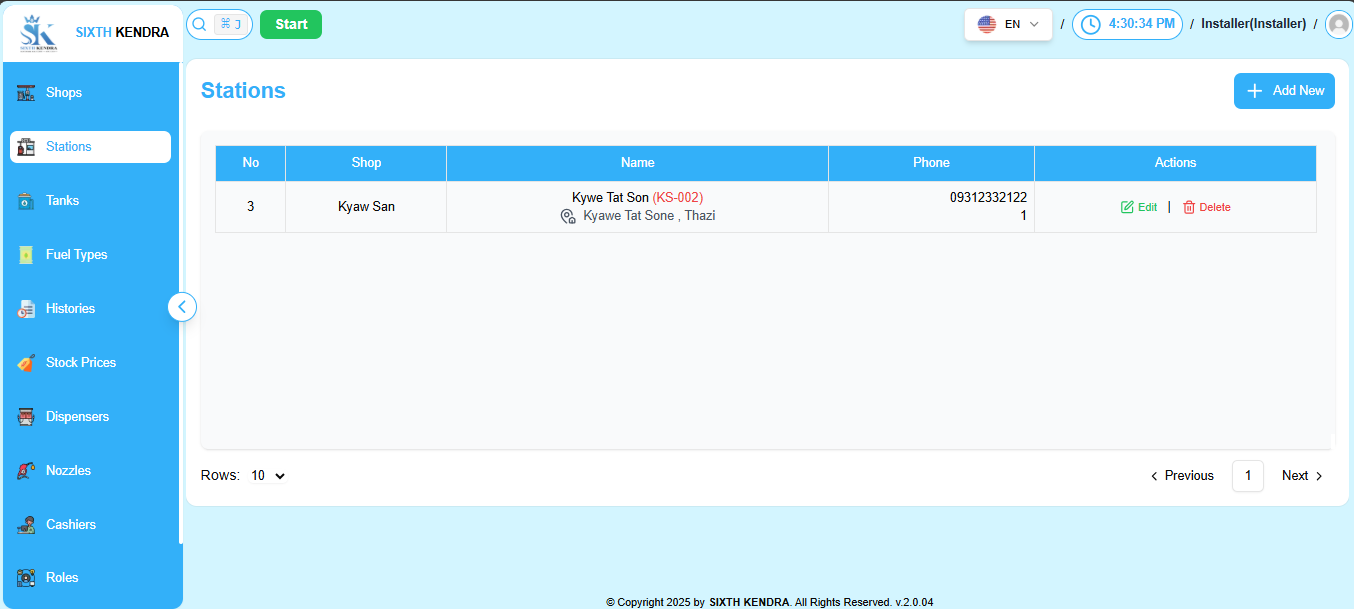 SIXTH KENDRA
⌘ J
Start
EN
/
4:30:34 PM
/ Installer(Installer) /
Shops
Stations
Tanks
Fuel Types
Histories
Stock Prices
Dispensers
Nozzles
Cashiers
Roles
Stations
Add New
No Shop Name Phone Actions
3 Kyaw San Kywe Tat Son (KS-002) 09312332122 Edit | Delete
Kyawe Tat Sone , Thazi 1
Rows: 10
Previous 1 Next
© Copyright 2025 by SIXTH KENDRA. All Rights Reserved. v.2.0.04